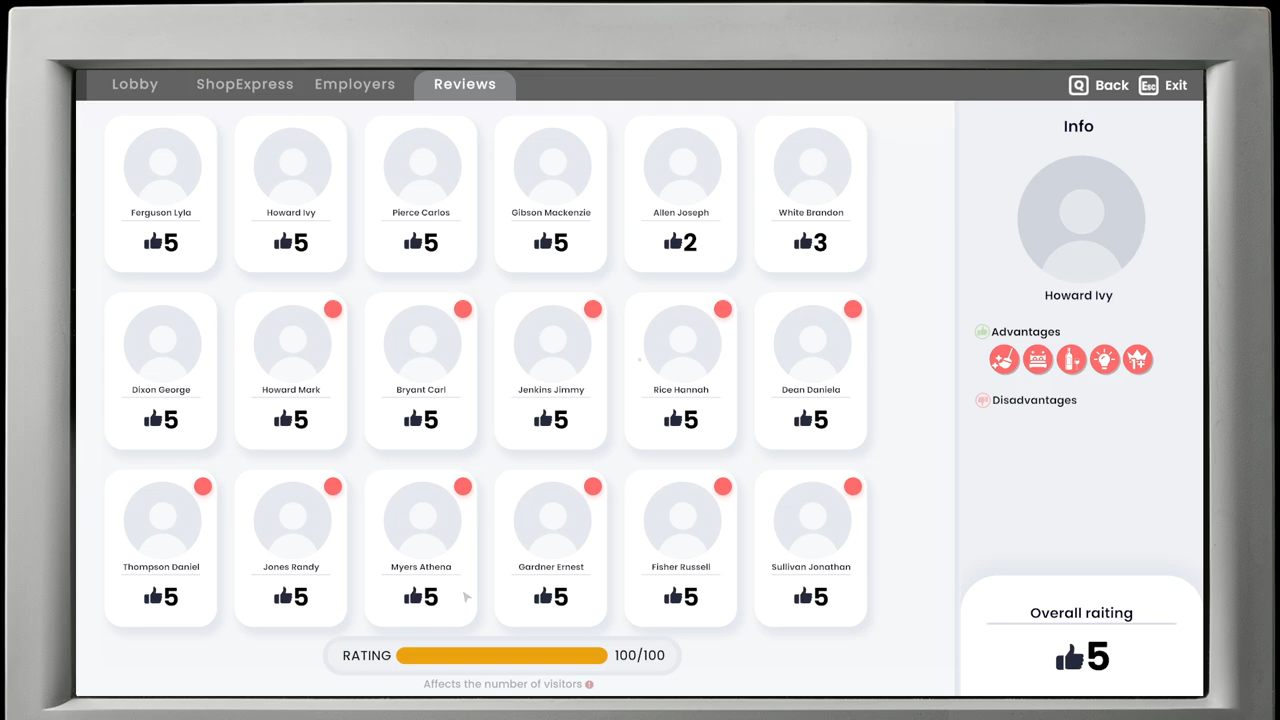 Lobby ShopExpress Employers Reviews Q Back Esc Exit
Ferguson Lyla Howard Ivy Pierce Carlos Gibson Mackenzie Allen Joseph White Brandon
5 5 5 5 2 3
Dixon George Howard Mark Bryant Carl Jenkins Jimmy Rice Hannah Dean Daniela
5 5 5 5 5 5
Thompson Daniel Jones Randy Myers Athena Gardner Ernest Fisher Russell Sullivan Jonathan
5 5 5 5 5 5
RATING 100/100
Affects the number of visitors
Info
Howard Ivy
Advantages
1+
Disadvantages
Overall raiting
5